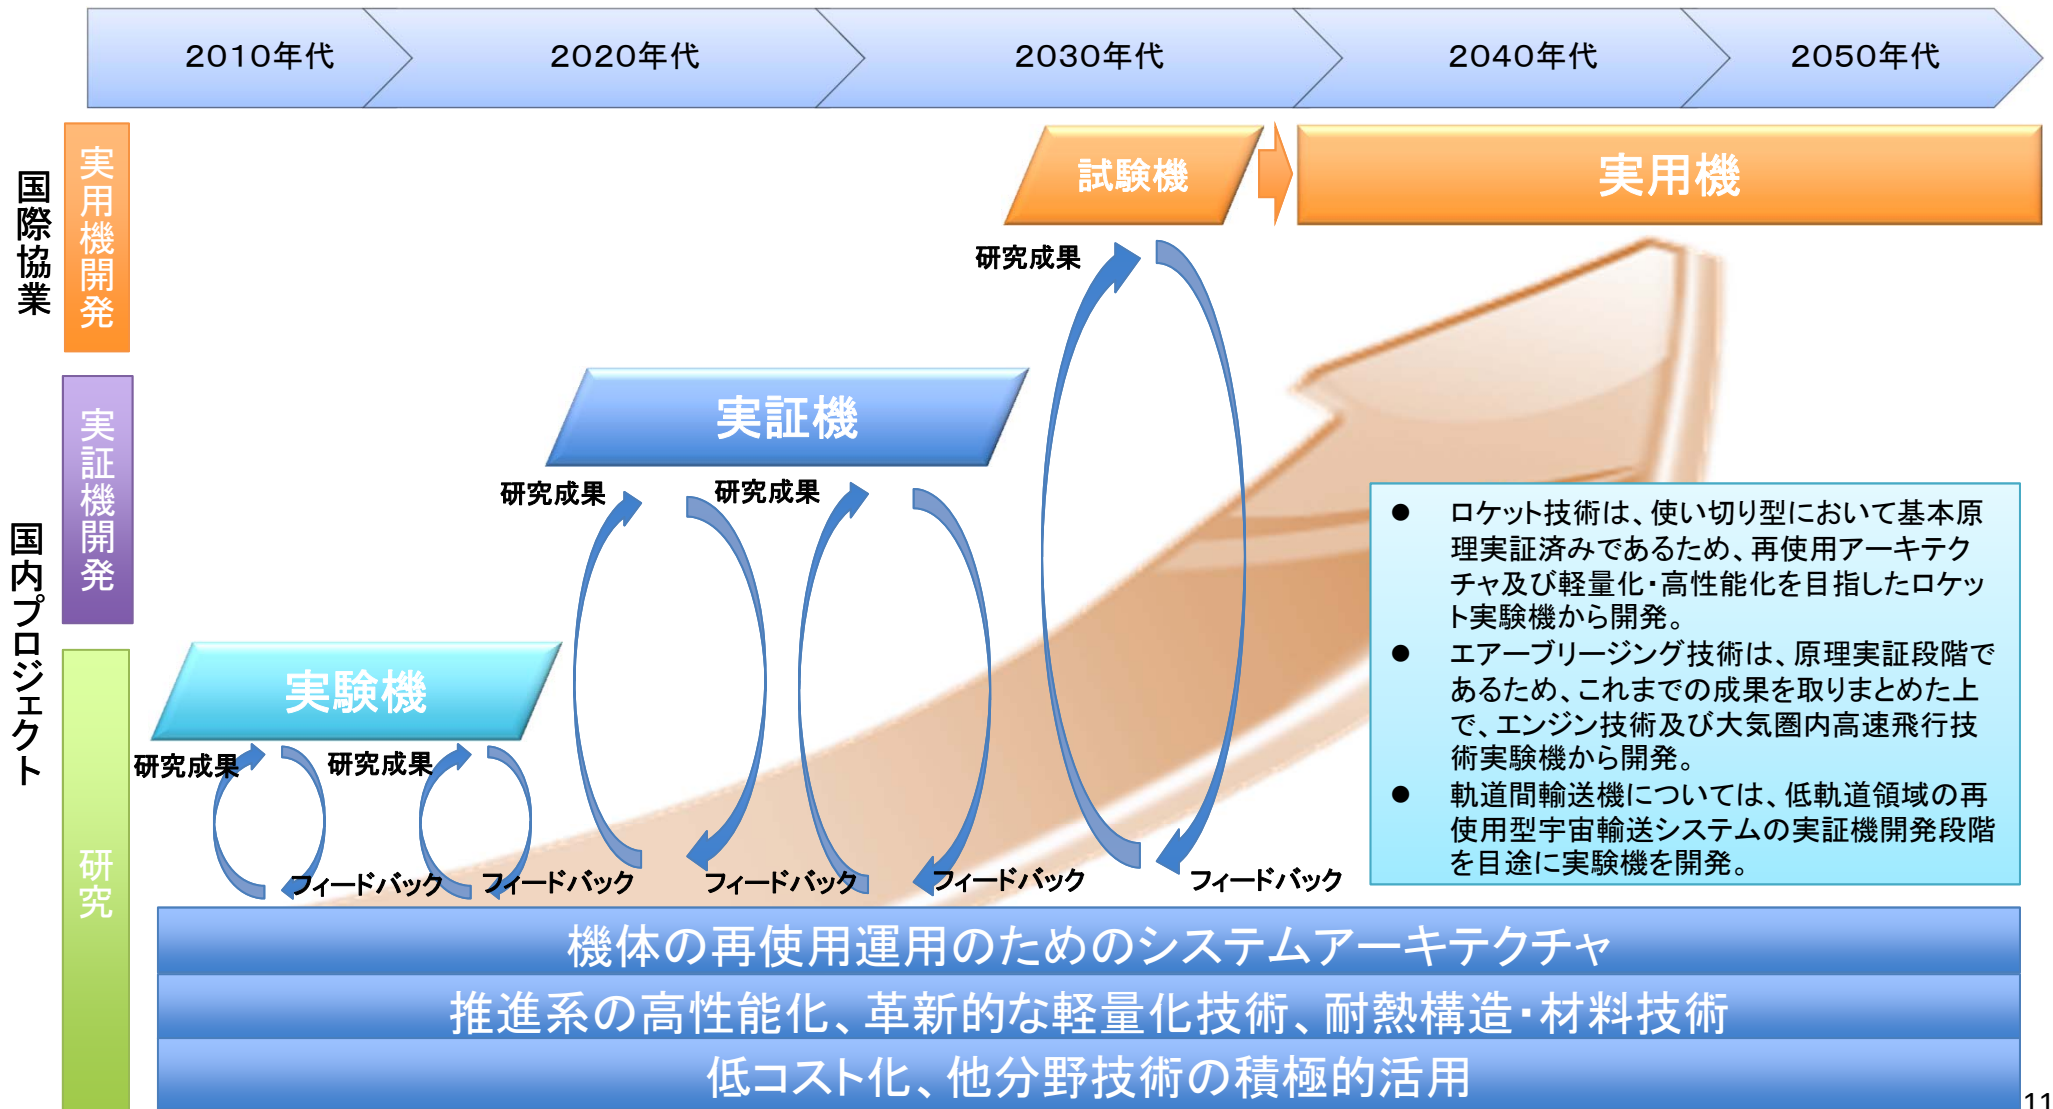 2010年代
2020年代
2030年代
2040年代
2050年代
国際協業
実用機開発
試験機
実用機
研究成果
国内プロジェクト
実証機開発
実証機
研究成果
研究成果
実験機
研究成果
研究成果
研究
フィードバック
フィードバック
フィードバック
フィードバック
フィードバック
● ロケット技術は、使い切り型において基本原
理実証済みであるため、再使用アーキテク
チャ及び軽量化・高性能化を目指したロケッ
ト実験機から開発。
● エアーブリージング技術は、原理実証段階で
あるため、これまでの成果を取りまとめた上
で、エンジン技術及び大気圏内高速飛行技
術実験機から開発。
● 軌道間輸送機については、低軌道領域の再
使用型宇宙輸送システムの実証機開発段階
を目途に実験機を開発。
機体の再使用運用のためのシステムアーキテクチャ
推進系の高性能化、革新的な軽量化技術、耐熱構造・材料技術
低コスト化、他分野技術の積極的活用
11